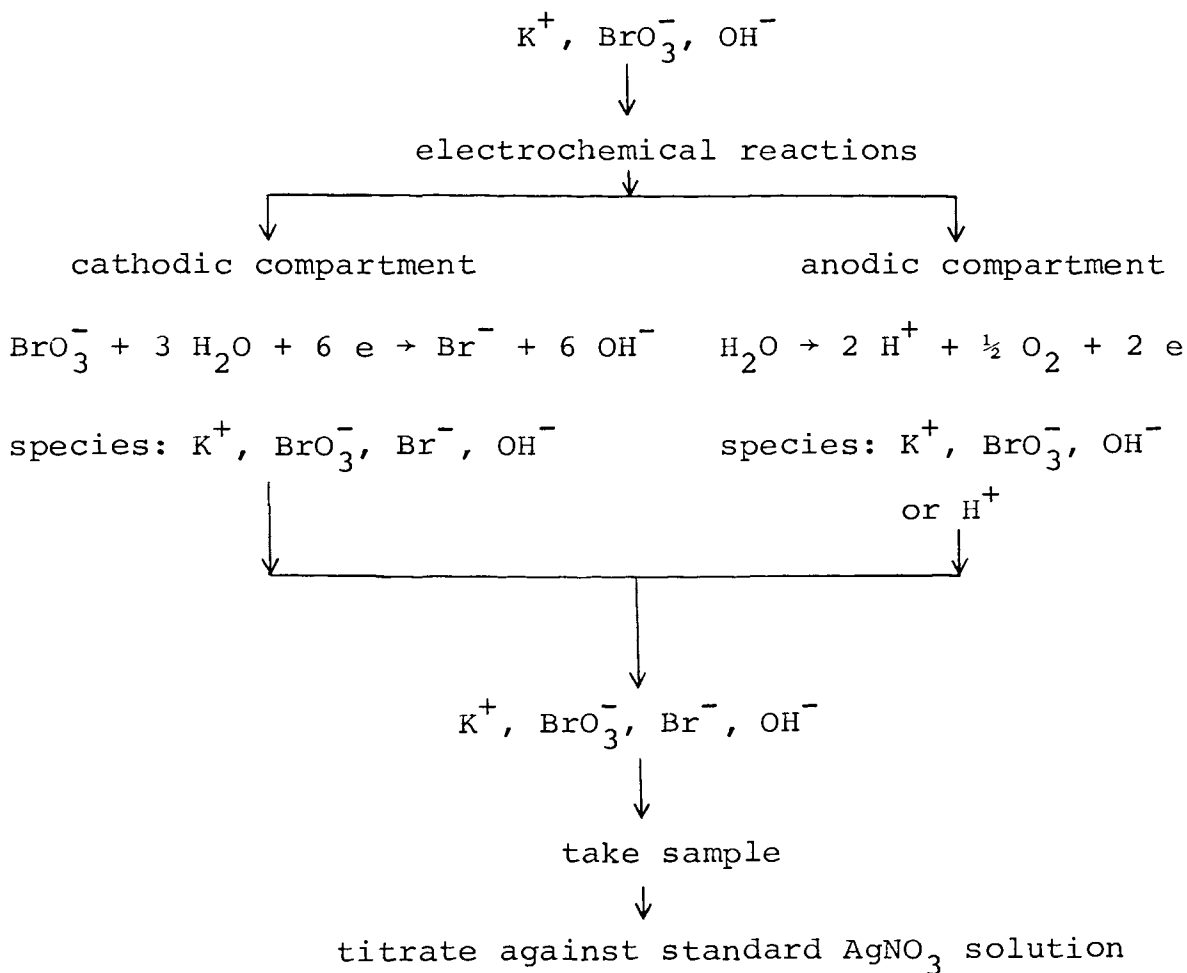 K⁺, BrO₃⁻, OH⁻
electrochemical reactions
cathodic compartment
BrO₃⁻ + 3 H₂O + 6 e → Br⁻ + 6 OH⁻
species: K⁺, BrO₃⁻, Br⁻, OH⁻
anodic compartment
H₂O → 2 H⁺ + ½ O₂ + 2 e
species: K⁺, BrO₃⁻, OH⁻
or H⁺
K⁺, BrO₃⁻, Br⁻, OH⁻
take sample
titrate against standard AgNO₃ solution